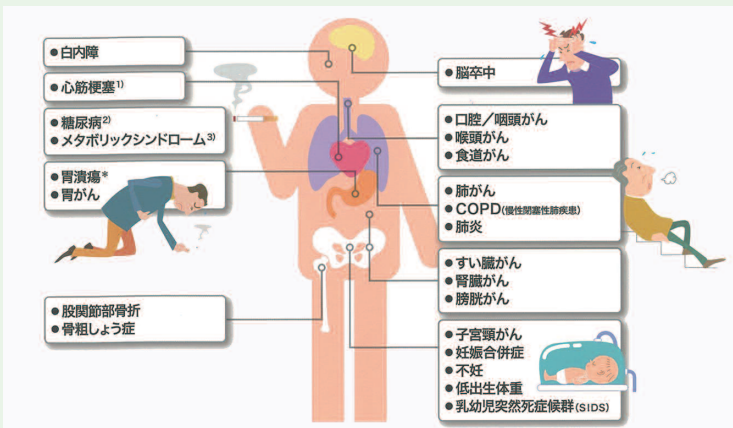 ●白内障
●心筋梗塞1)
●糖尿病2)
●メタボリックシンドローム3)
●胃潰瘍*
●胃がん
●股関節部骨折
●骨粗しょう症
●脳卒中
●口腔／咽頭がん
●喉頭がん
●食道がん
●肺がん
●COPD(慢性閉塞性肺疾患)
●肺炎
●すい臓がん
●腎臓がん
●膀胱がん
●子宮頸がん
●妊娠合併症
●不妊
●低出生体重
●乳幼児突然死症候群(SIDS)